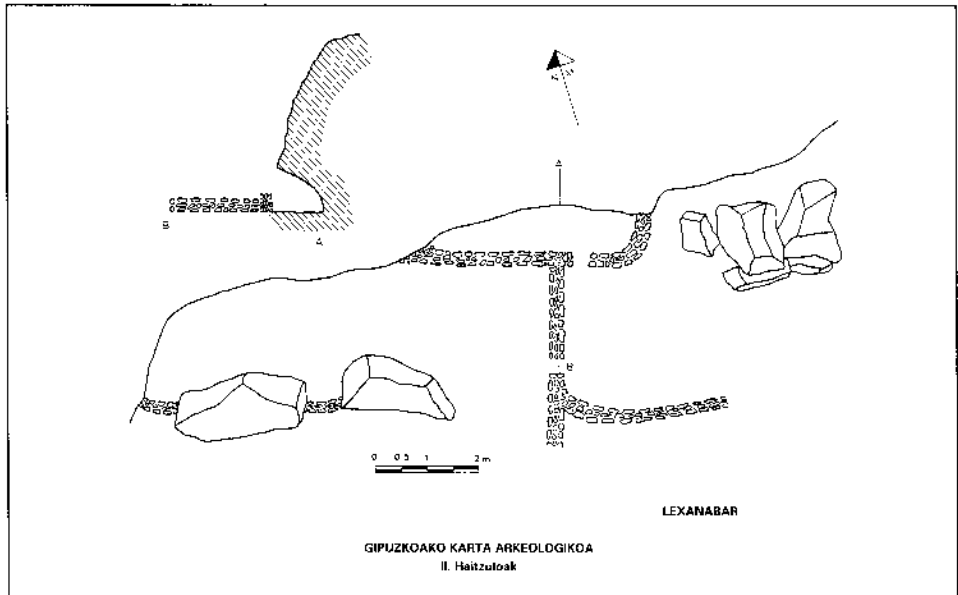 A
B
A
B
0 0.5 1 2 m
LEXANABAR
GIPUZKOAKO KARTA ARKEOLOGIKOA
II. Haitzuloak